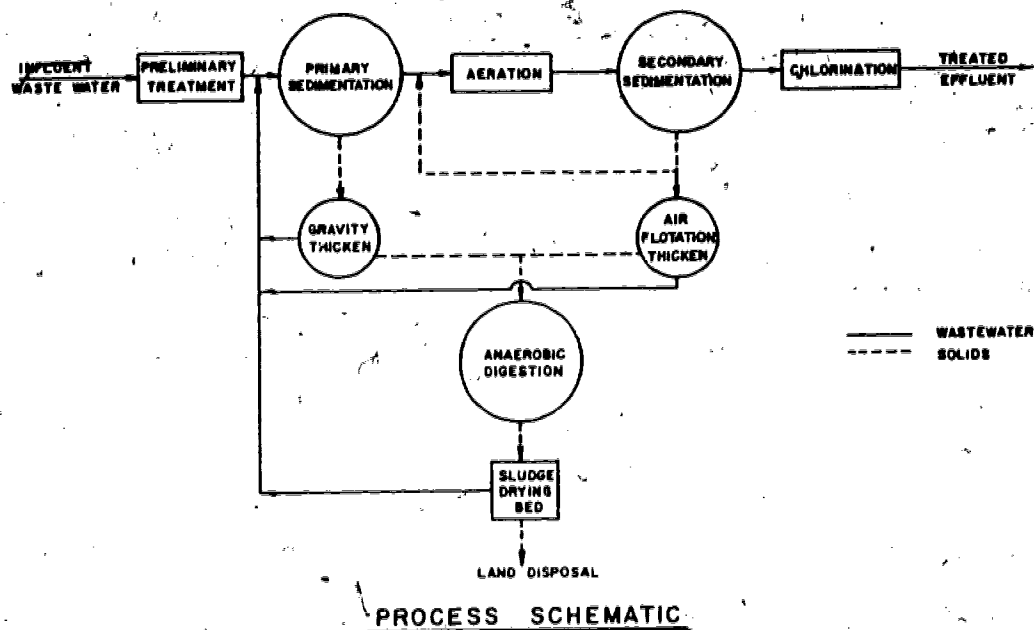 INFLUENT
WASTE WATER
PRELIMINARY
TREATMENT
PRIMARY
SEDIMENTATION
AERATION
SECONDARY
SEDIMENTATION
CHLORINATION
TREATED
EFFLUENT
GRAVITY
THICKEN
AIR
FLOTATION
THICKEN
ANAEROBIC
DIGESTION
WASTEWATER
SOLIDS
SLUDGE
DRYING
BED
LAND DISPOSAL
PROCESS SCHEMATIC